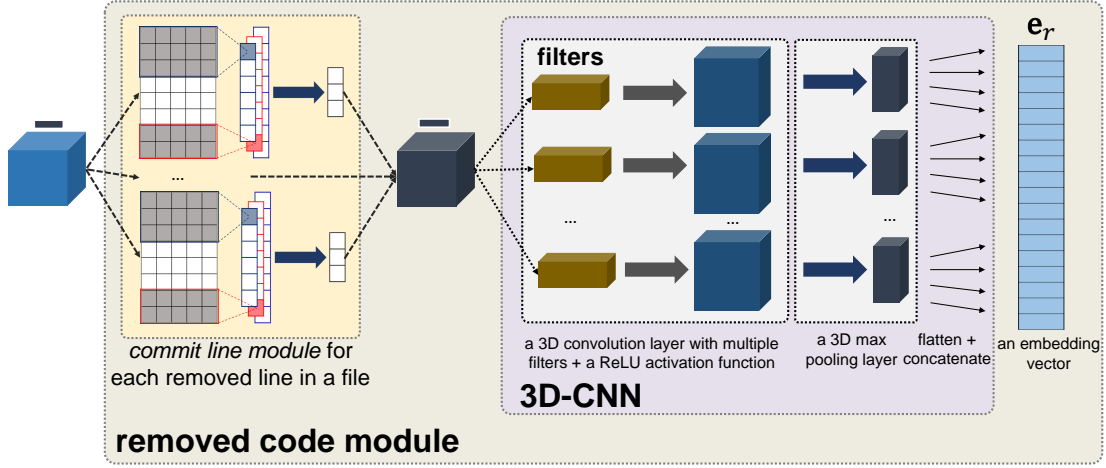 filters
e_r
...
...
...
...
commit line module for
each removed line in a file
a 3D convolution layer with multiple
filters + a ReLU activation function
a 3D max
pooling layer
flatten +
concatenate
an embedding
vector
3D-CNN
removed code module